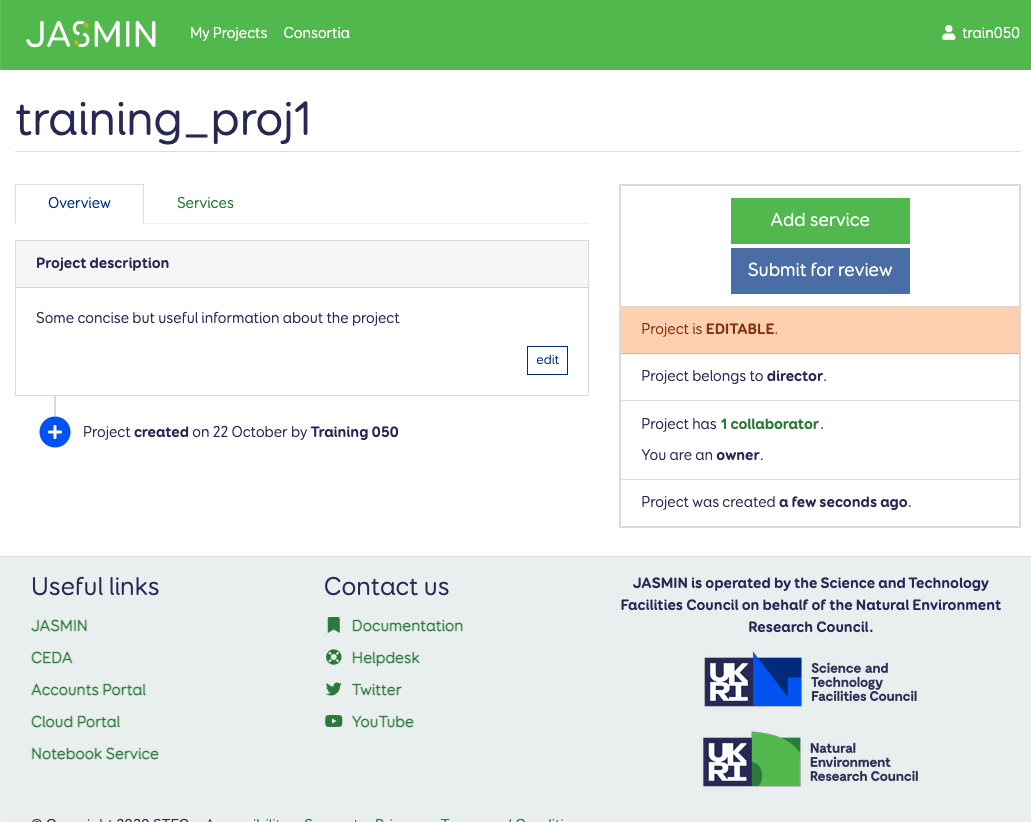 JASMIN My Projects Consortia train050
training_proj1
Overview Services
Project description
Some concise but useful information about the project
edit
Project created on 22 October by Training 050
Add service
Submit for review
Project is EDITABLE.
Project belongs to director.
Project has 1 collaborator.
You are an owner.
Project was created a few seconds ago.
Useful links
JASMIN
CEDA
Accounts Portal
Cloud Portal
Notebook Service
Contact us
Documentation
Helpdesk
Twitter
YouTube
JASMIN is operated by the Science and Technology
Facilities Council on behalf of the Natural Environment
Research Council.
UK
RI
Science and
Technology
Facilities Council
UK
RI
Natural
Environment
Research Council